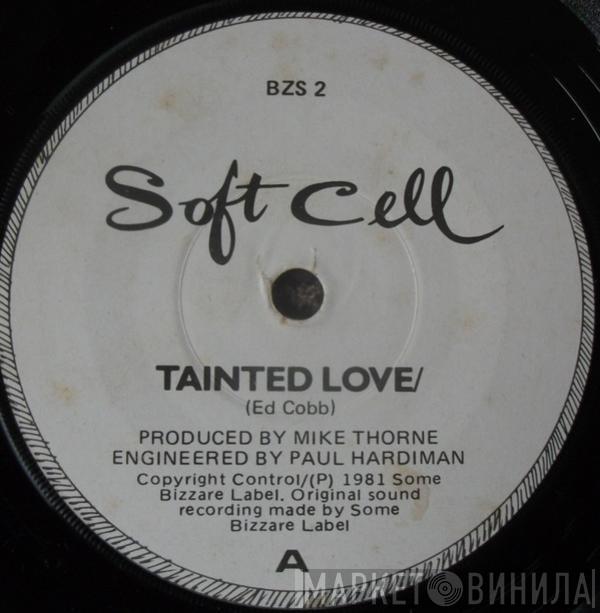 BZS 2
Soft Cell
TAINTED LOVE/
(Ed Cobb)
PRODUCED BY MIKE THORNE
ENGINEERED BY PAUL HARDIMAN
Copyright Control/(P) 1981 Some
Bizzare Label. Original sound
recording made by Some
Bizzare Label
A
МАРКЕТ ВИНИЛА